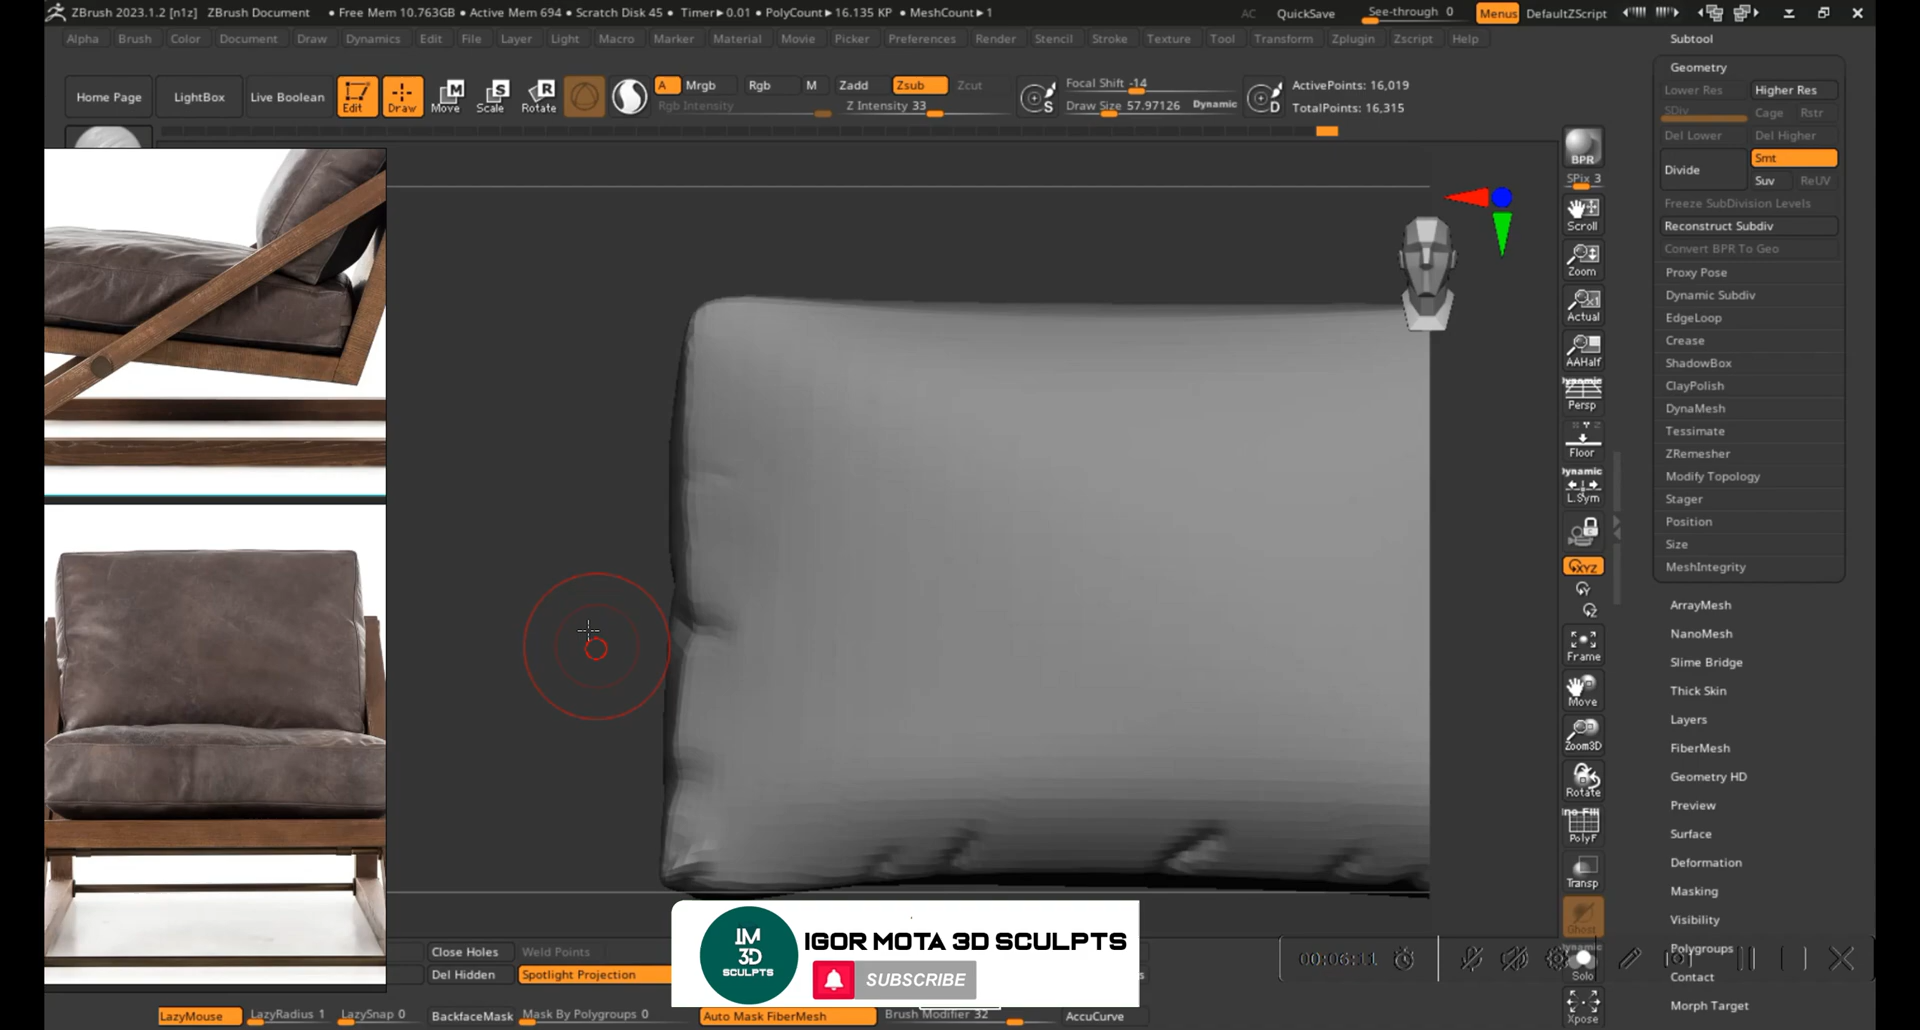 ZBrush 2023.1.2 [n1z] ZBrush Document • Free Mem 10.763GB • Active Mem 694 • Scratch Disk 45 • Timer▸0.01 • PolyCount▸16.135 KP • MeshCount▸1 AC QuickSave See-through 0 Menus DefaultZScript
Alpha Brush Color Document Draw Dynamics Edit File Layer Light Macro Marker Material Movie Picker Preferences Render Stencil Stroke Texture Tool Transform Zplugin Zscript Help
Home Page LightBox Live Boolean Edit Draw Move Scale Rotate
A Mrgb Rgb M Zadd Zsub Zcut
Rgb Intensity Z Intensity 33
Focal Shift -14
Draw Size 57.97126 Dynamic
ActivePoints: 16,019
TotalPoints: 16,315
S D
BPR
SPix 3
Scroll
Zoom
Actual
AAHalf
Dynamic
Persp
Floor
Dynamic
L.Sym
XYZ
Frame
Move
Zoom3D
Rotate
PolyF
Transp
Ghost
Dynamic
Solo
Xpose
Subtool
Geometry
Lower Res Higher Res
SDiv Cage Rstr
Del Lower Del Higher
Divide Smt
Suv ReUV
Freeze SubDivision Levels
Reconstruct Subdiv
Convert BPR To Geo
Proxy Pose
Dynamic Subdiv
EdgeLoop
Crease
ShadowBox
ClayPolish
DynaMesh
Tessimate
ZRemesher
Modify Topology
Stager
Position
Size
MeshIntegrity
ArrayMesh
NanoMesh
Slime Bridge
Thick Skin
Layers
FiberMesh
Geometry HD
Preview
Surface
Deformation
Masking
Visibility
Polygroups
Contact
Morph Target
Close Holes Weld Points
Del Hidden Spotlight Projection
IM
3D
SCULPTS
IGOR MOTA 3D SCULPTS
SUBSCRIBE
00:06:11
LazyMouse LazyRadius 1 LazySnap 0 BackfaceMask Mask By Polygroups 0 Auto Mask FiberMesh Brush Modifier 32 AccuCurve